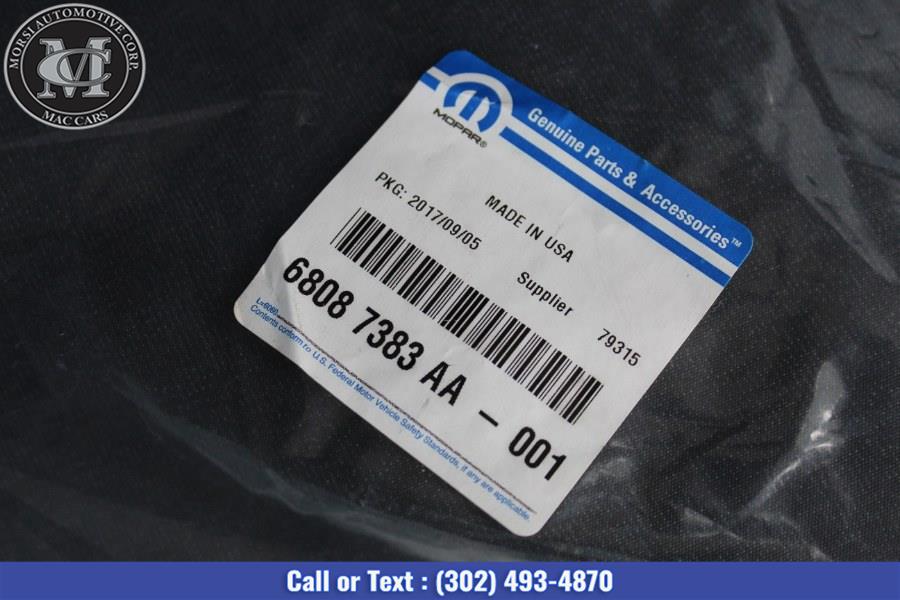 MORSI AUTOMOTIVE CORP.
MC
MAC CARS
MOPAR®
Genuine Parts & Accessories™
MADE IN USA
PKG: 2017/09/05
Supplier 79315
6808 7383 AA - 001
Contents conform to U.S. Federal Motor Vehicle Safety Standards, if any are applicable.
Call or Text : (302) 493-4870